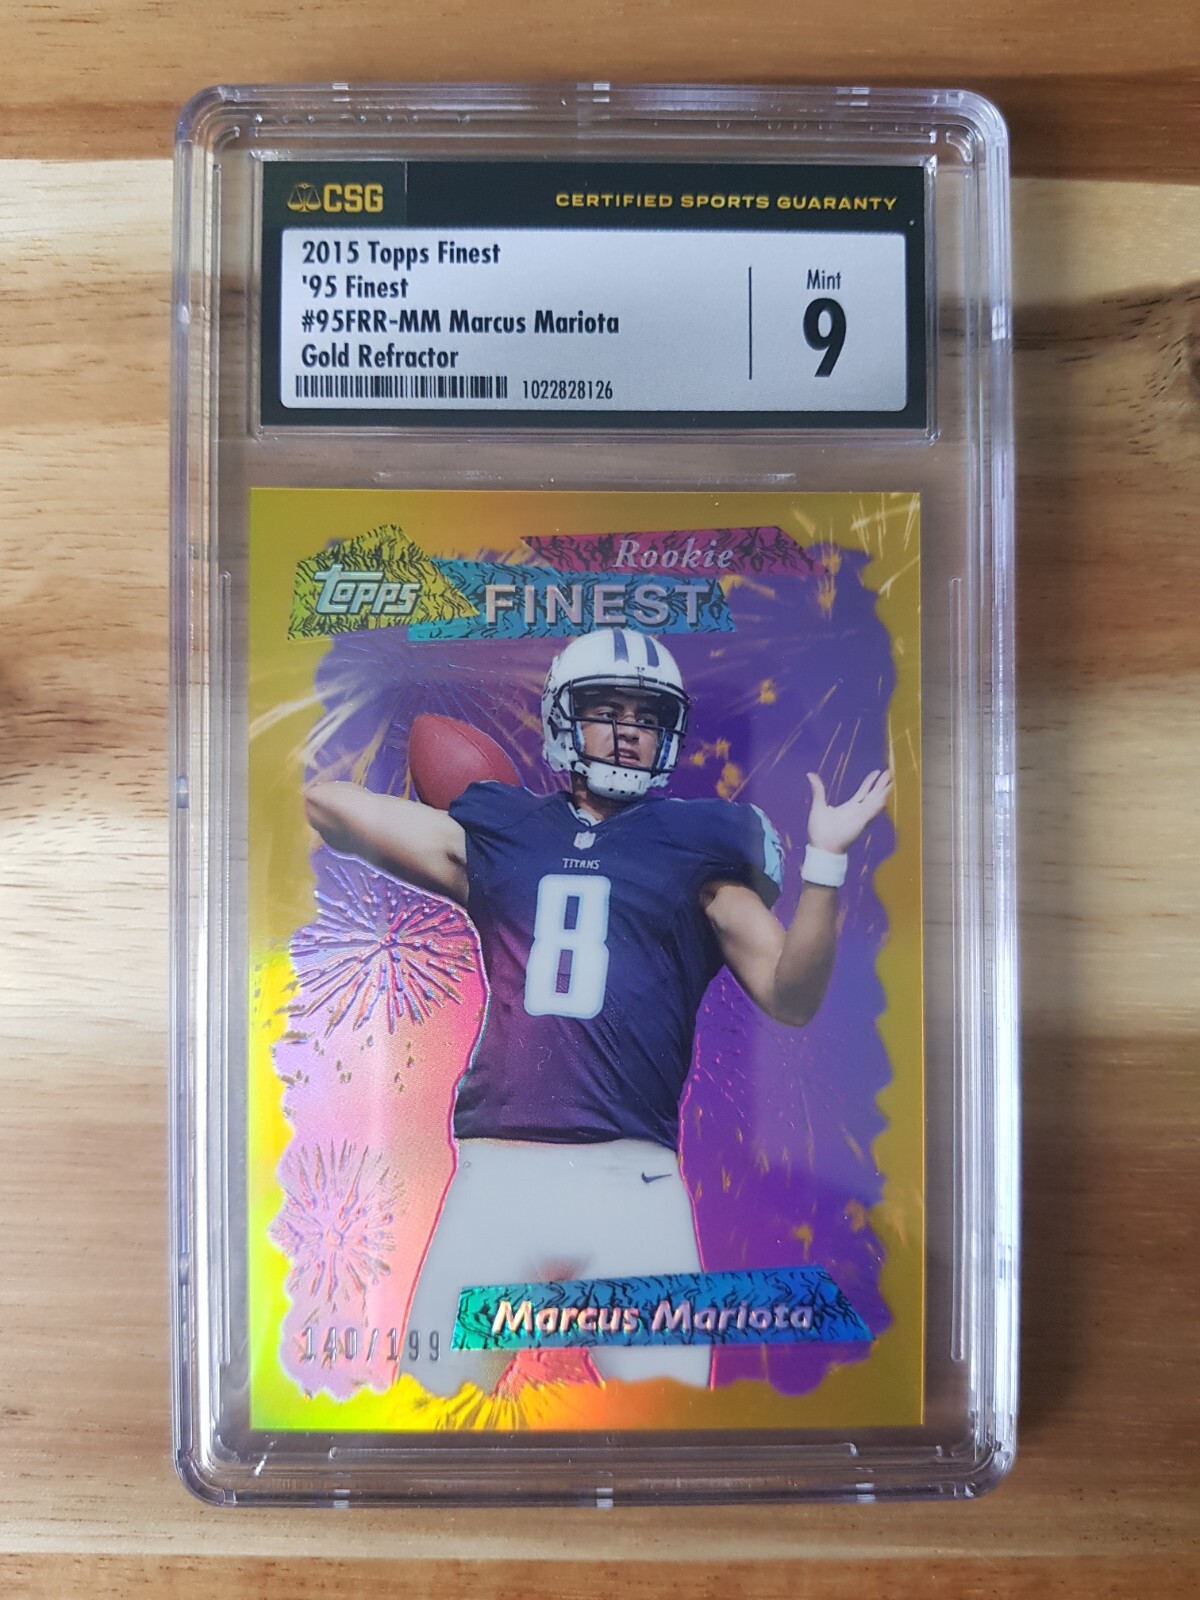 CSG
CERTIFIED SPORTS GUARANTY
2015 Topps Finest
'95 Finest
#95FRR-MM Marcus Mariota
Gold Refractor
1022828126
Mint
9
Rookie
topps
FINEST
TITANS
8
Marcus Mariota
140/199